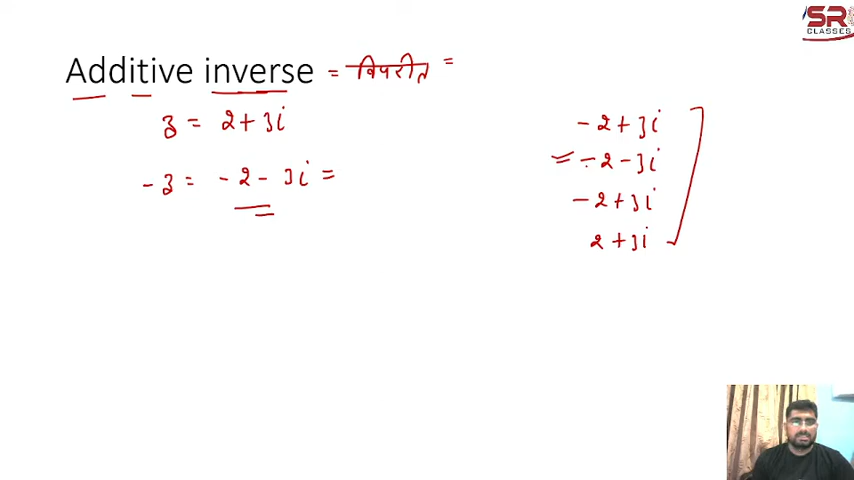 SR
CLASSES
Additive inverse = विपरीत =
z = 2+3i
-z = -2-3i =
-2+3i
= -2-3i
-2+3i
2+3i